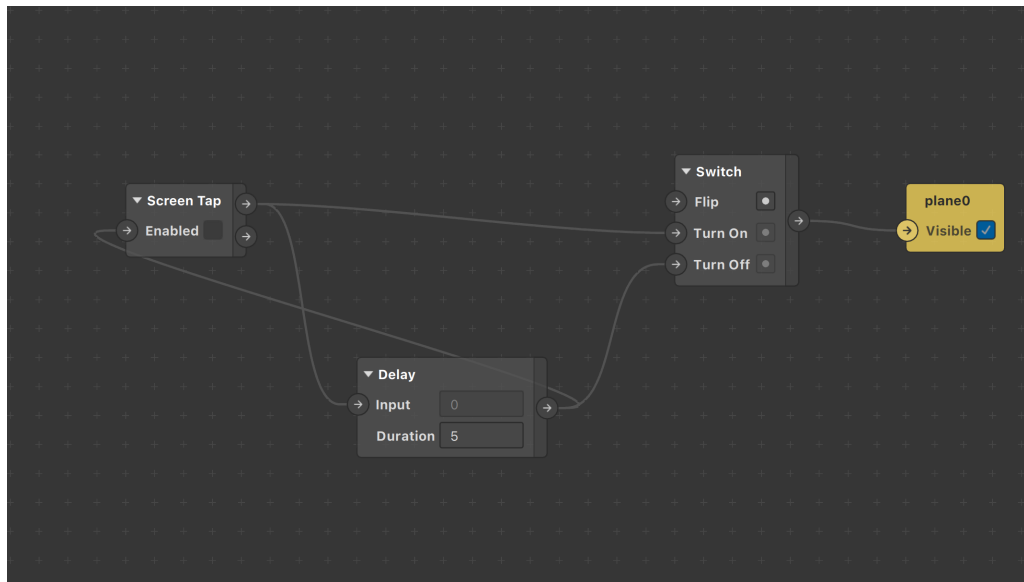 Screen Tap
Enabled
Switch
Flip
Turn On
Turn Off
plane0
Visible
Delay
Input 0
Duration 5